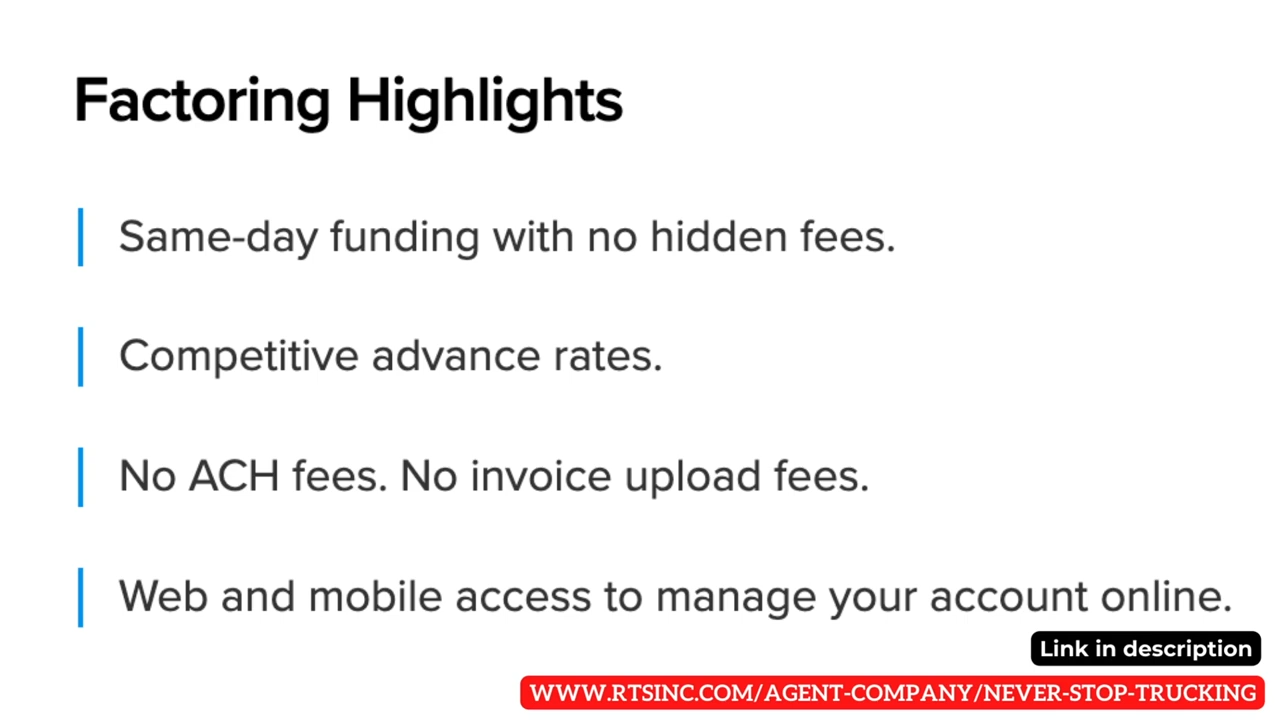 Factoring Highlights
Same-day funding with no hidden fees.
Competitive advance rates.
No ACH fees. No invoice upload fees.
Web and mobile access to manage your account online.
Link in description
WWW.RTSINC.COM/AGENT-COMPANY/NEVER-STOP-TRUCKING